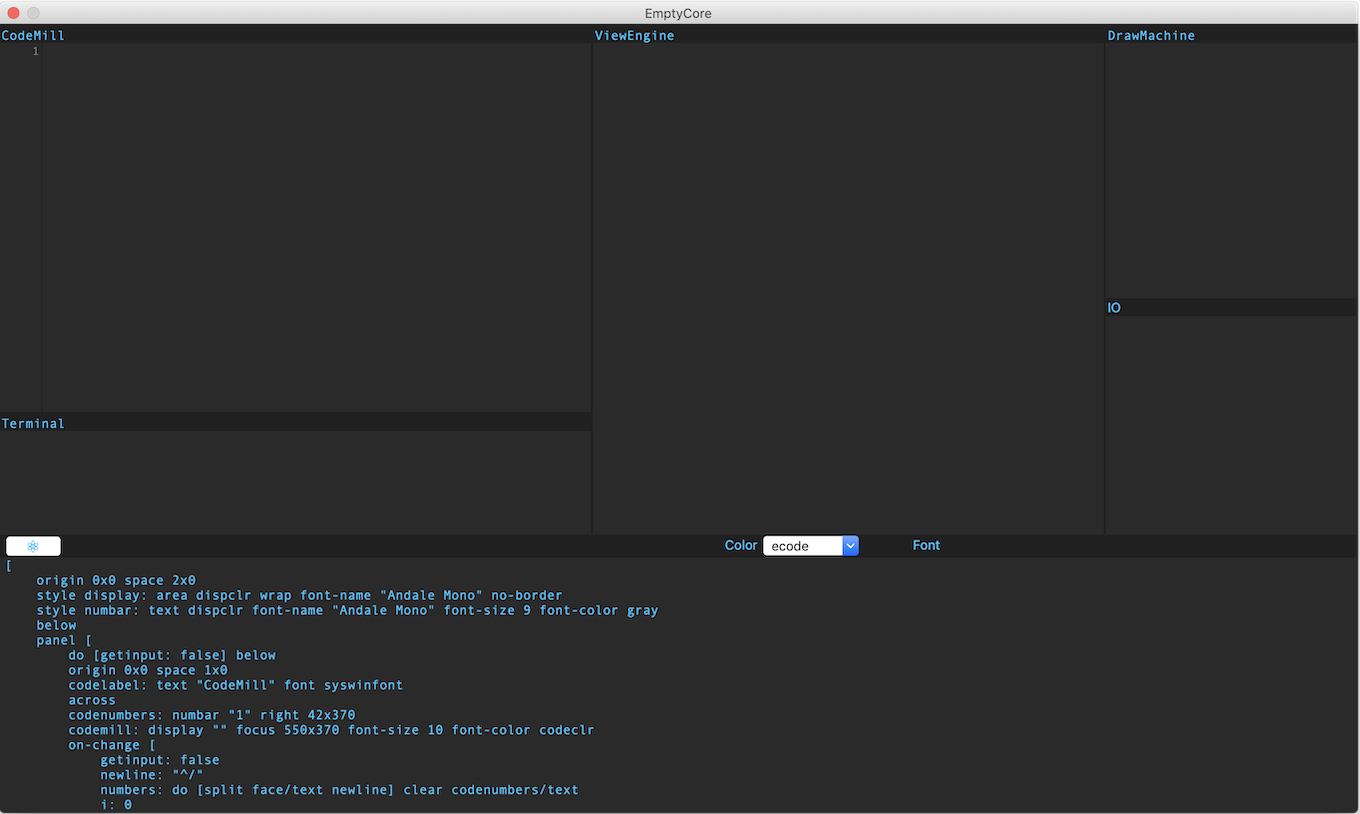 EmptyCore
CodeMill
ViewEngine
DrawMachine
1
IO
Terminal
Color
ecode
Font
[
    origin 0x0 space 2x0
    style display: area dispclr wrap font-name "Andale Mono" no-border
    style numbar: text dispclr font-name "Andale Mono" font-size 9 font-color gray
    below
    panel [
        do [getinput: false] below
        origin 0x0 space 1x0
        codelabel: text "CodeMill" font syswinfont
        across
        codenumbers: numbar "1" right 42x370
        codemill: display "" focus 550x370 font-size 10 font-color codeclr
        on-change [
            getinput: false
            newline: "^/"
            numbers: do [split face/text newline] clear codenumbers/text
            i: 0